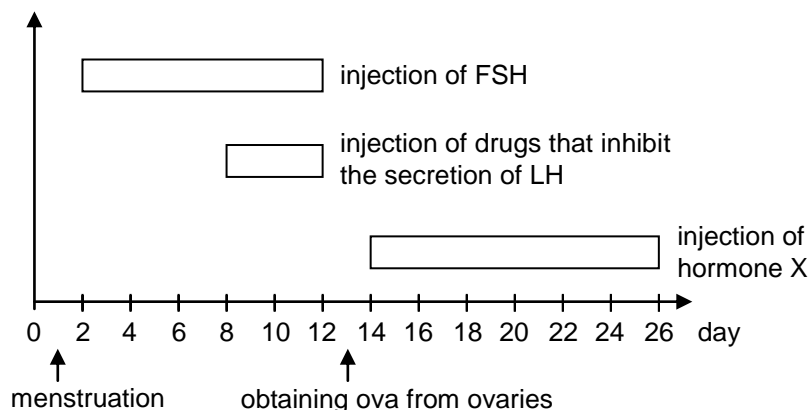 injection of FSH
injection of drugs that inhibit
the secretion of LH
injection of
hormone X
0 2 4 6 8 10 12 14 16 18 20 22 24 26 day
menstruation obtaining ova from ovaries